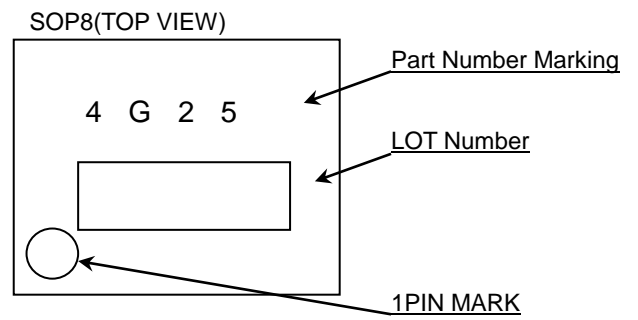 SOP8(TOP VIEW)
Part Number Marking
4 G 2 5
LOT Number
1PIN MARK